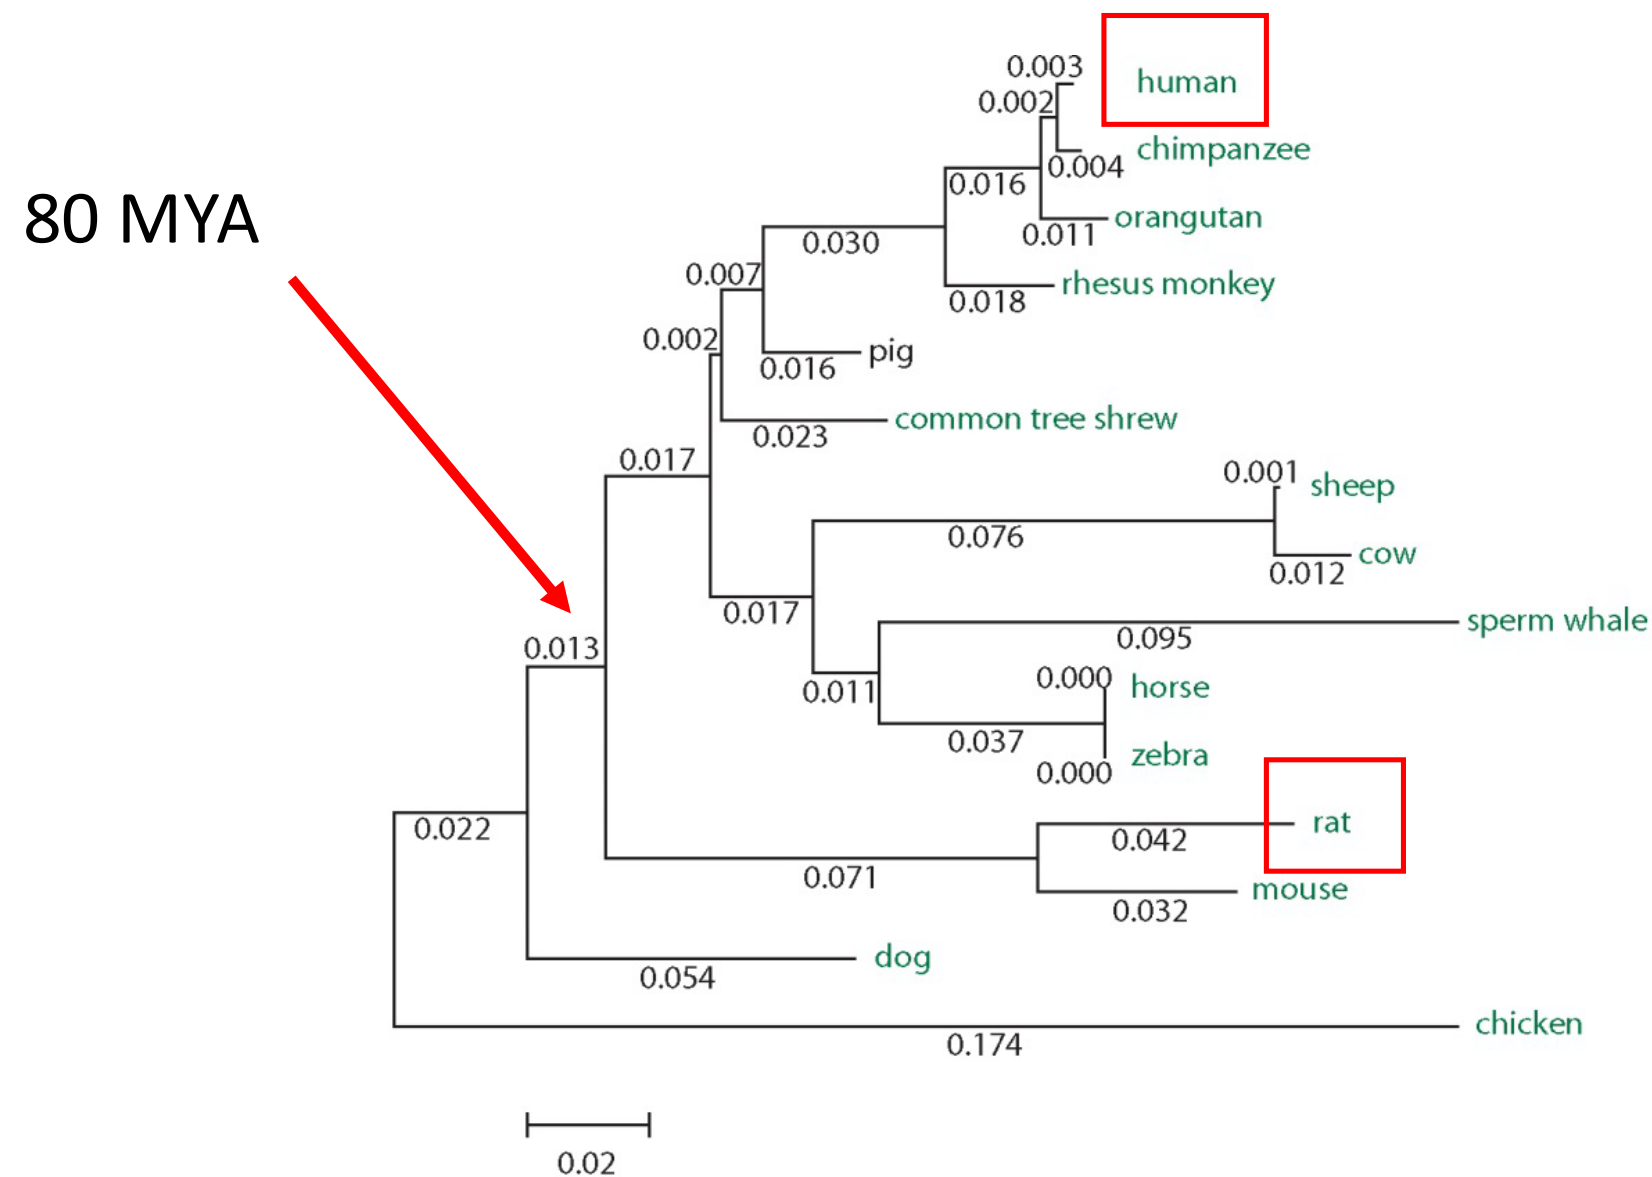 0.003
human
0.002
chimpanzee
0.004
0.016
80 MYA
orangutan
0.011
0.030
0.007
rhesus monkey
0.018
0.002
pig
0.016
common tree shrew
0.023
0.017
0.001
sheep
0.076
cow
0.012
0.017
sperm whale
0.095
0.013
0.000
horse
0.011
0.037
zebra
0.000
rat
0.022
0.042
0.071
mouse
0.032
dog
0.054
chicken
0.174
0.02